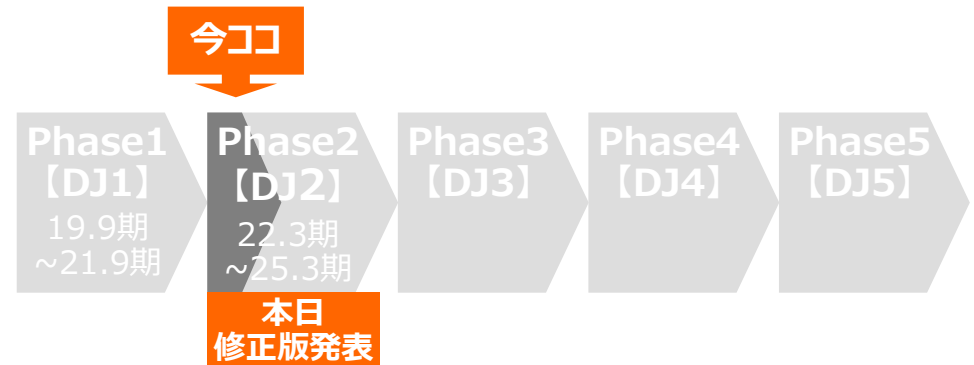 今ココ
Phase1
【DJ1】
19.9期
~21.9期
Phase2
【DJ2】
22.3期
~25.3期
本日
修正版発表
Phase3
【DJ3】
Phase4
【DJ4】
Phase5
【DJ5】